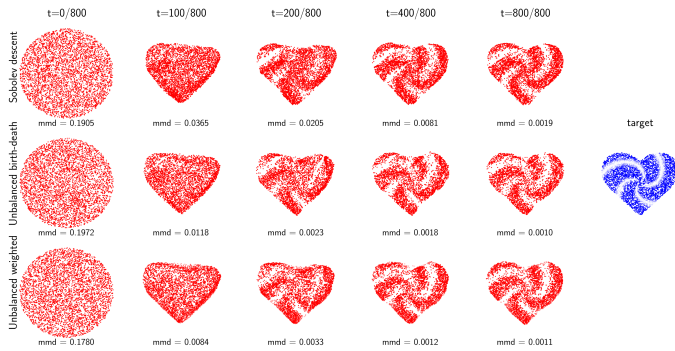 t=0/800 t=100/800 t=200/800 t=400/800 t=800/800
Sobolev descent
mmd = 0.1905 mmd = 0.0365 mmd = 0.0205 mmd = 0.0081 mmd = 0.0019
target
Unbalanced birth-death
mmd = 0.1972 mmd = 0.0118 mmd = 0.0023 mmd = 0.0018 mmd = 0.0010
Unbalanced weighted
mmd = 0.1780 mmd = 0.0084 mmd = 0.0033 mmd = 0.0012 mmd = 0.0011